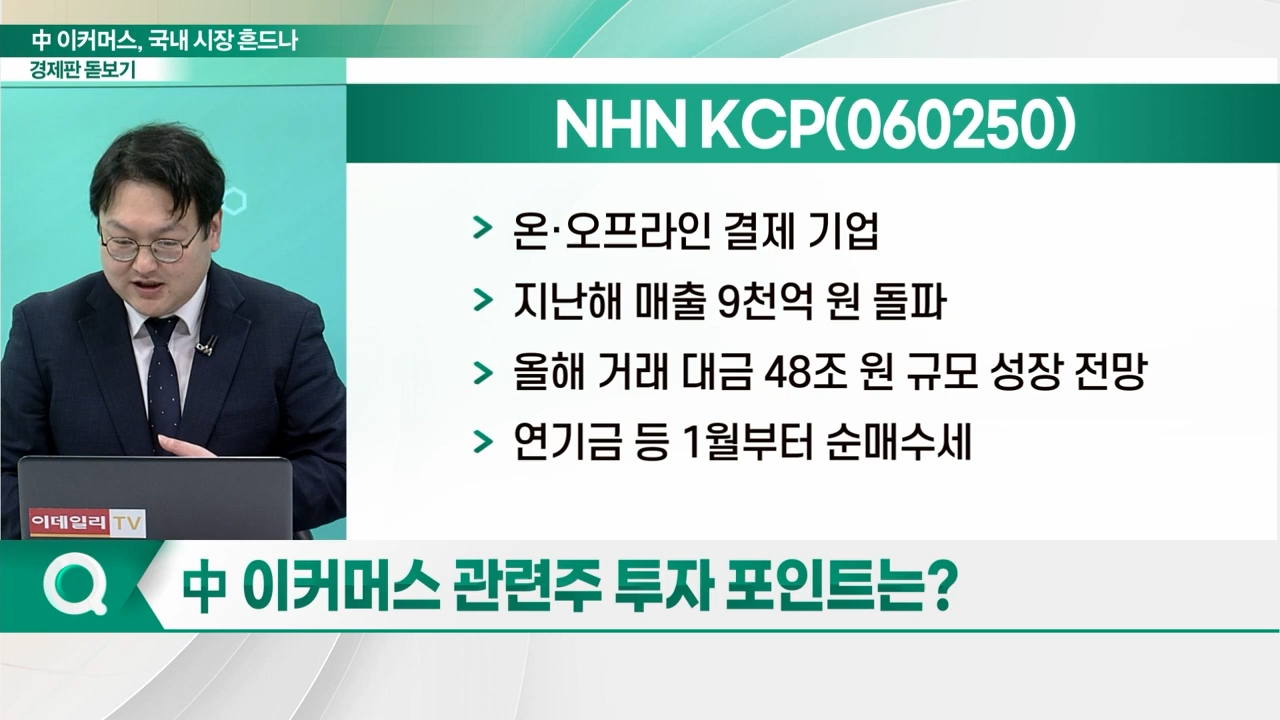 中 이커머스, 국내 시장 흔드나
경제판 돋보기
NHN KCP(060250)
> 온·오프라인 결제 기업
> 지난해 매출 9천억 원 돌파
> 올해 거래 대금 48조 원 규모 성장 전망
> 연기금 등 1월부터 순매수세
이데일리 TV
中 이커머스 관련주 투자 포인트는?